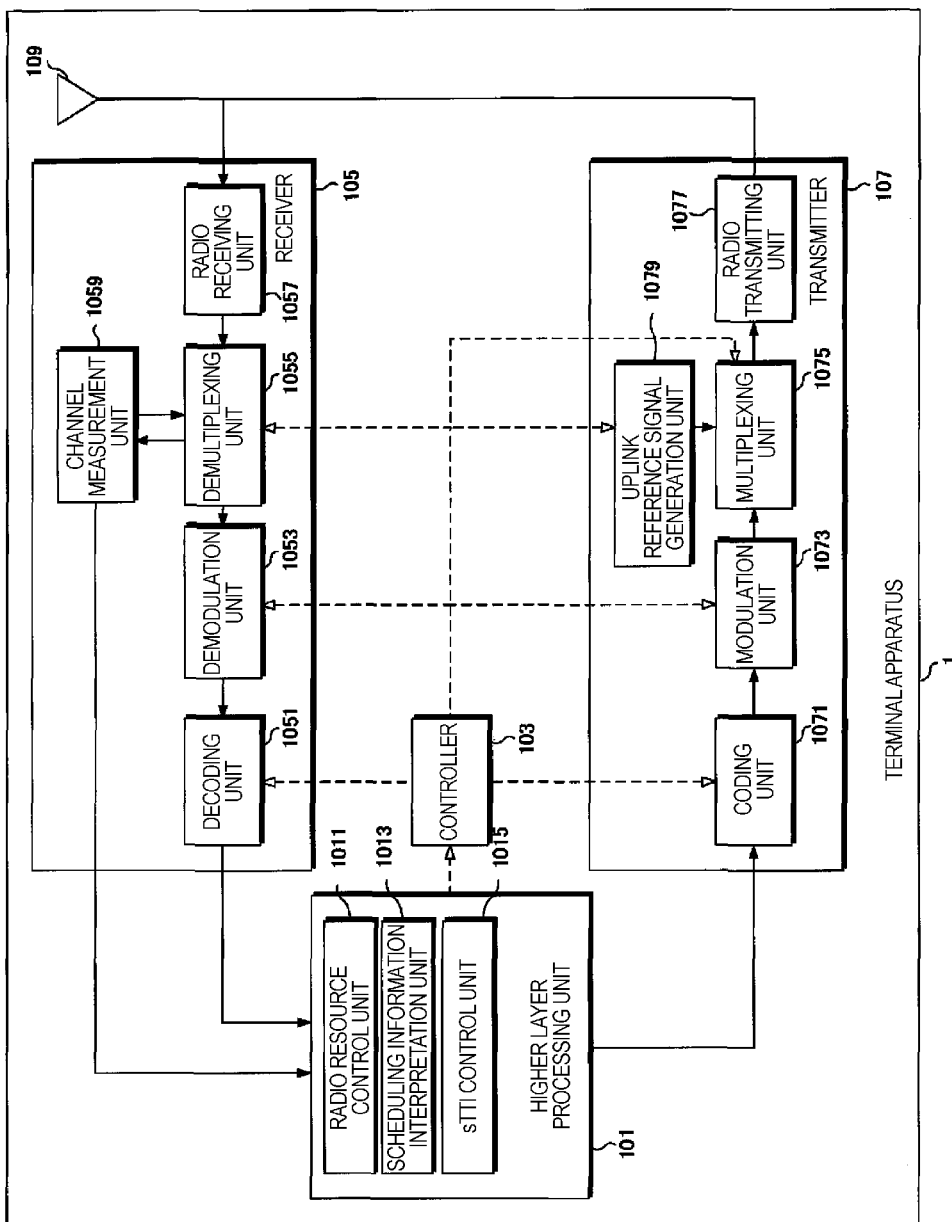 109
RADIO
RECEIVING
UNIT
1057
RECEIVER
105
CHANNEL
MEASUREMENT
UNIT
1059
DEMULTIPLEXING
UNIT
1055
DEMODULATION
UNIT
1053
DECODING
UNIT
1051
CONTROLLER
103
RADIO RESOURCE
CONTROL UNIT
1011
SCHEDULING INFORMATION
INTERPRETATION UNIT
1013
sTTI CONTROL UNIT
1015
HIGHER LAYER
PROCESSING UNIT
101
CODING
UNIT
1071
MODULATION
UNIT
1073
MULTIPLEXING
UNIT
1075
UPLINK
REFERENCE SIGNAL
GENERATION UNIT
1079
RADIO
TRANSMITTING
UNIT
1077
TRANSMITTER
107
TERMINAL APPARATUS
1